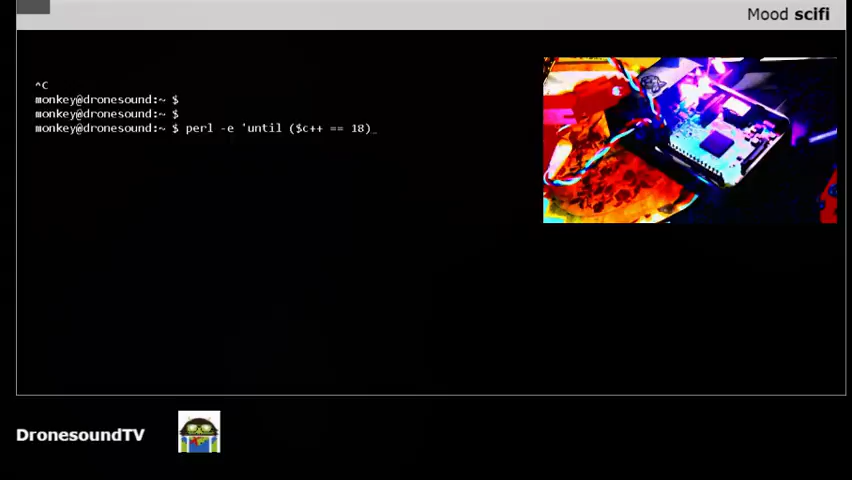 Mood scifi
^C
monkey@dronesound:~ $
monkey@dronesound:~ $
monkey@dronesound:~ $ perl -e 'until ($c++ == 18)_
DronesoundTV